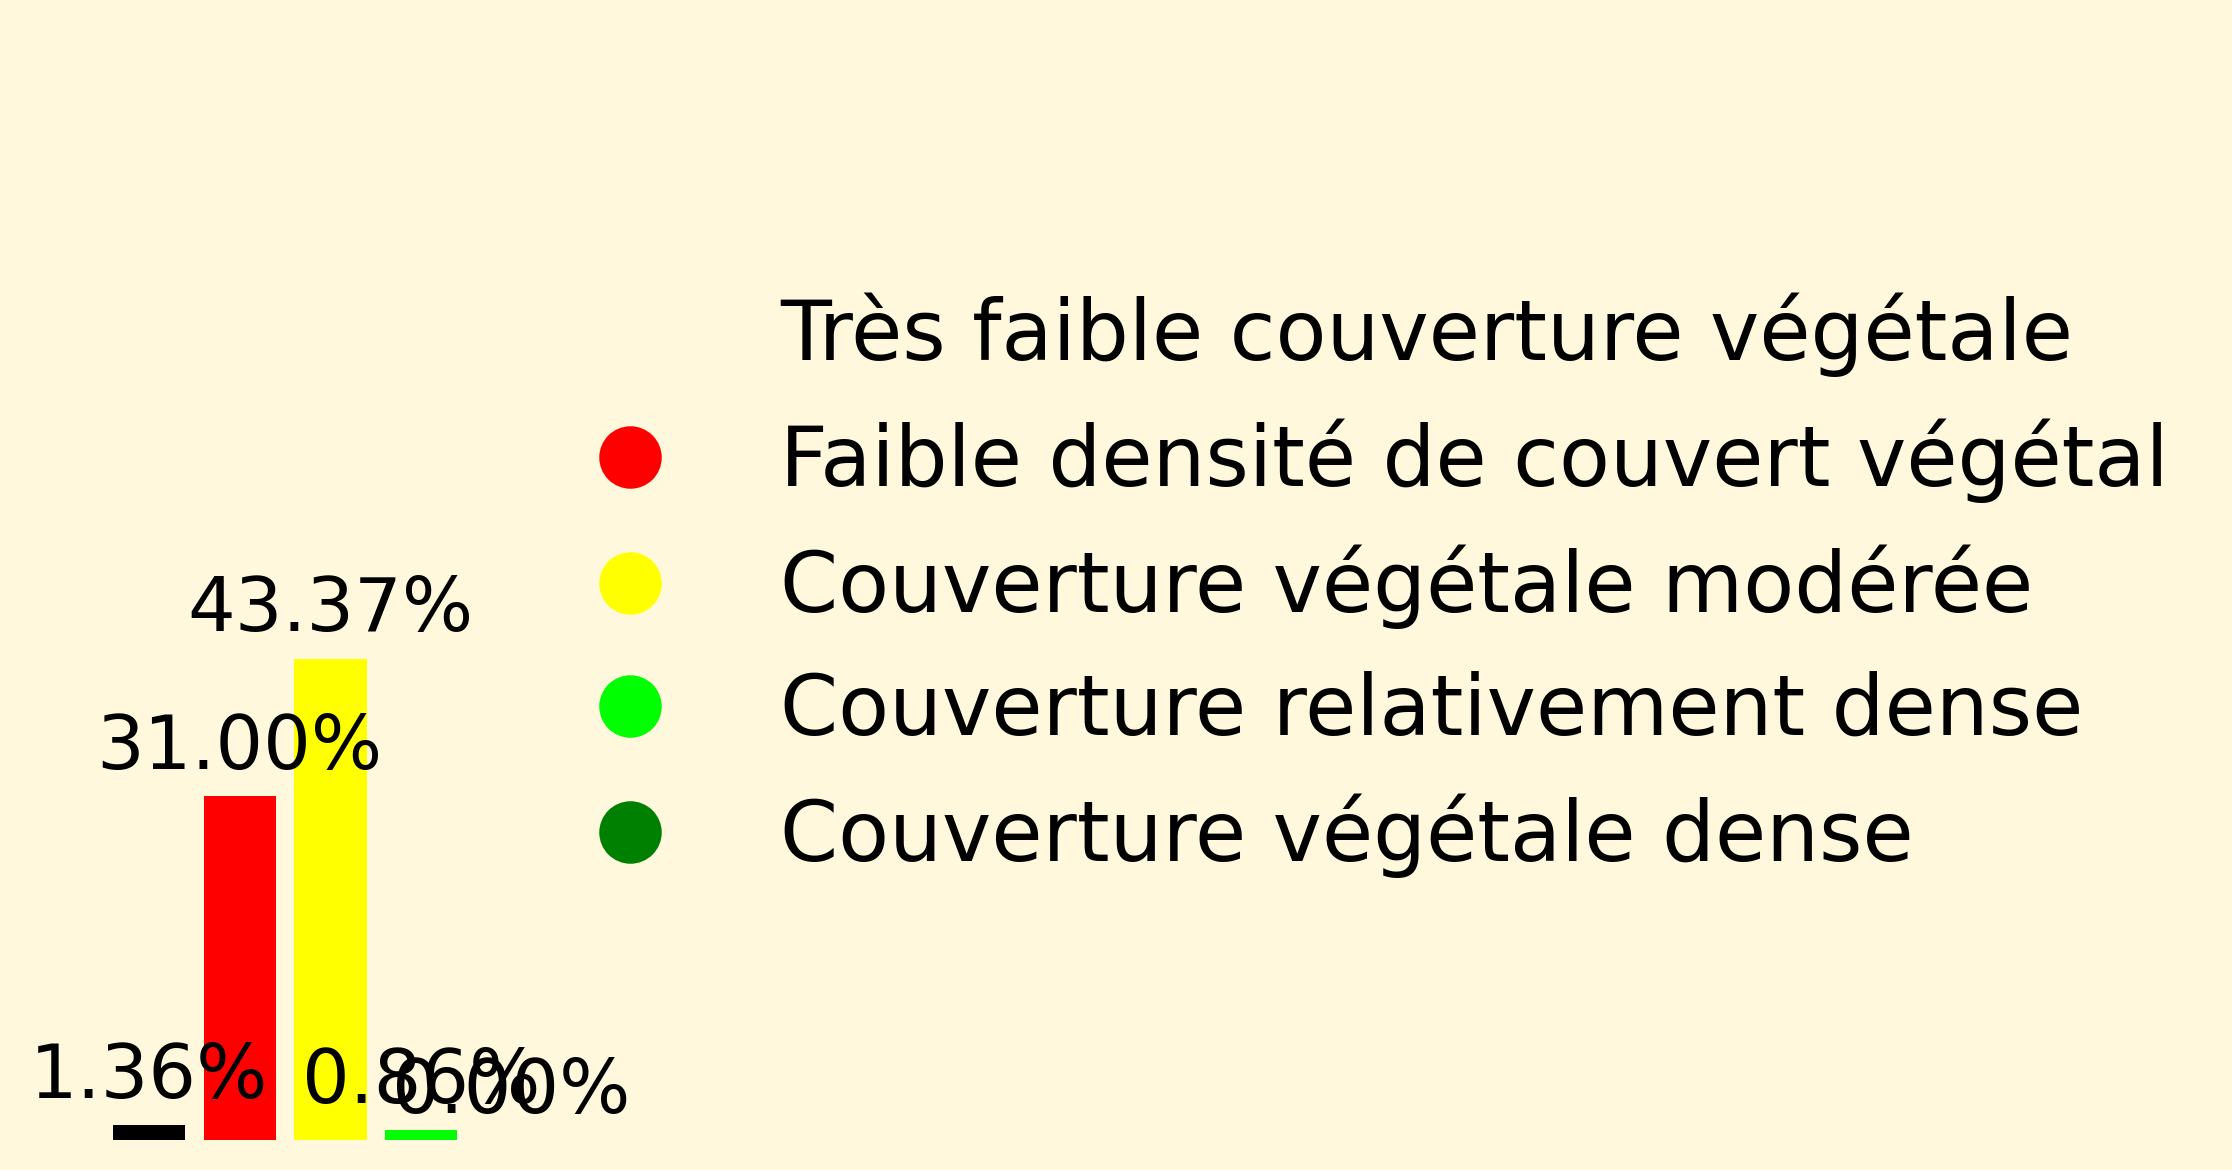 Très faible couverture végétale
Faible densité de couvert végétal
Couverture végétale modérée
Couverture relativement dense
Couverture végétale dense
43.37%
31.00%
1.36%
0.86%
0.00%